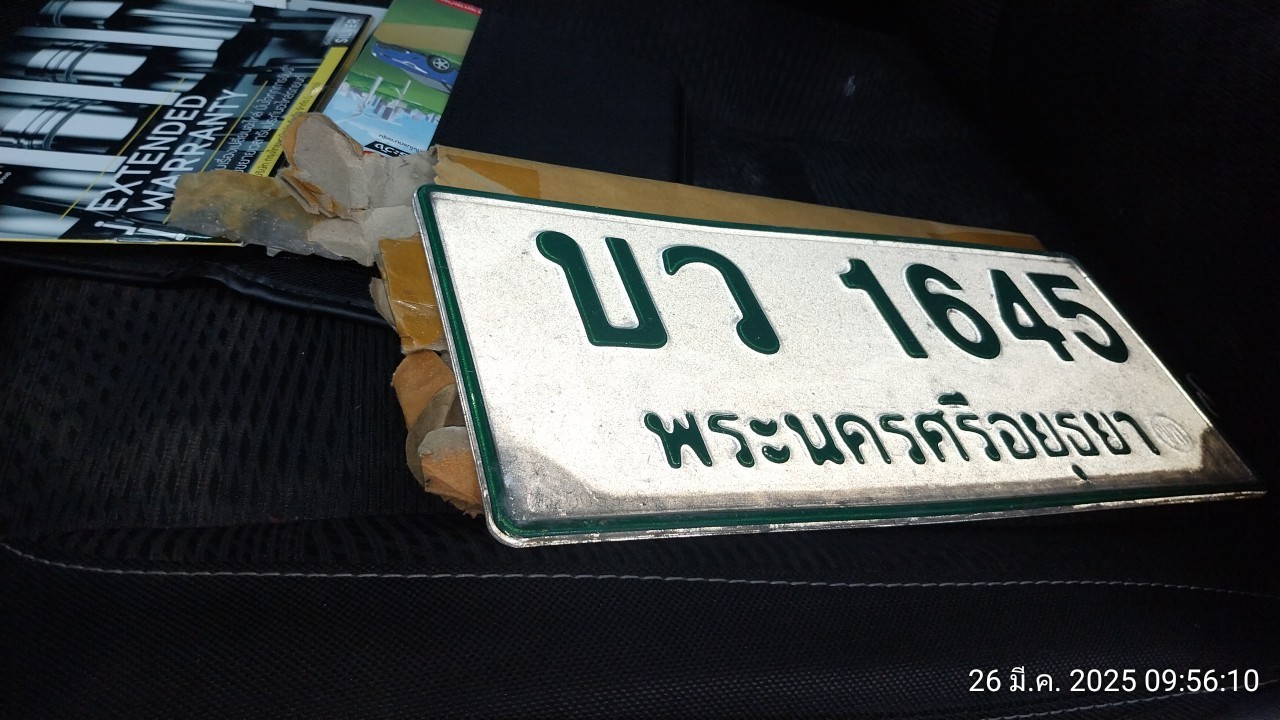 EXTENDED
WARRANTY
บว 1645
พระนครศรีอยุธยา
26 มี.ค. 2025 09:56:10